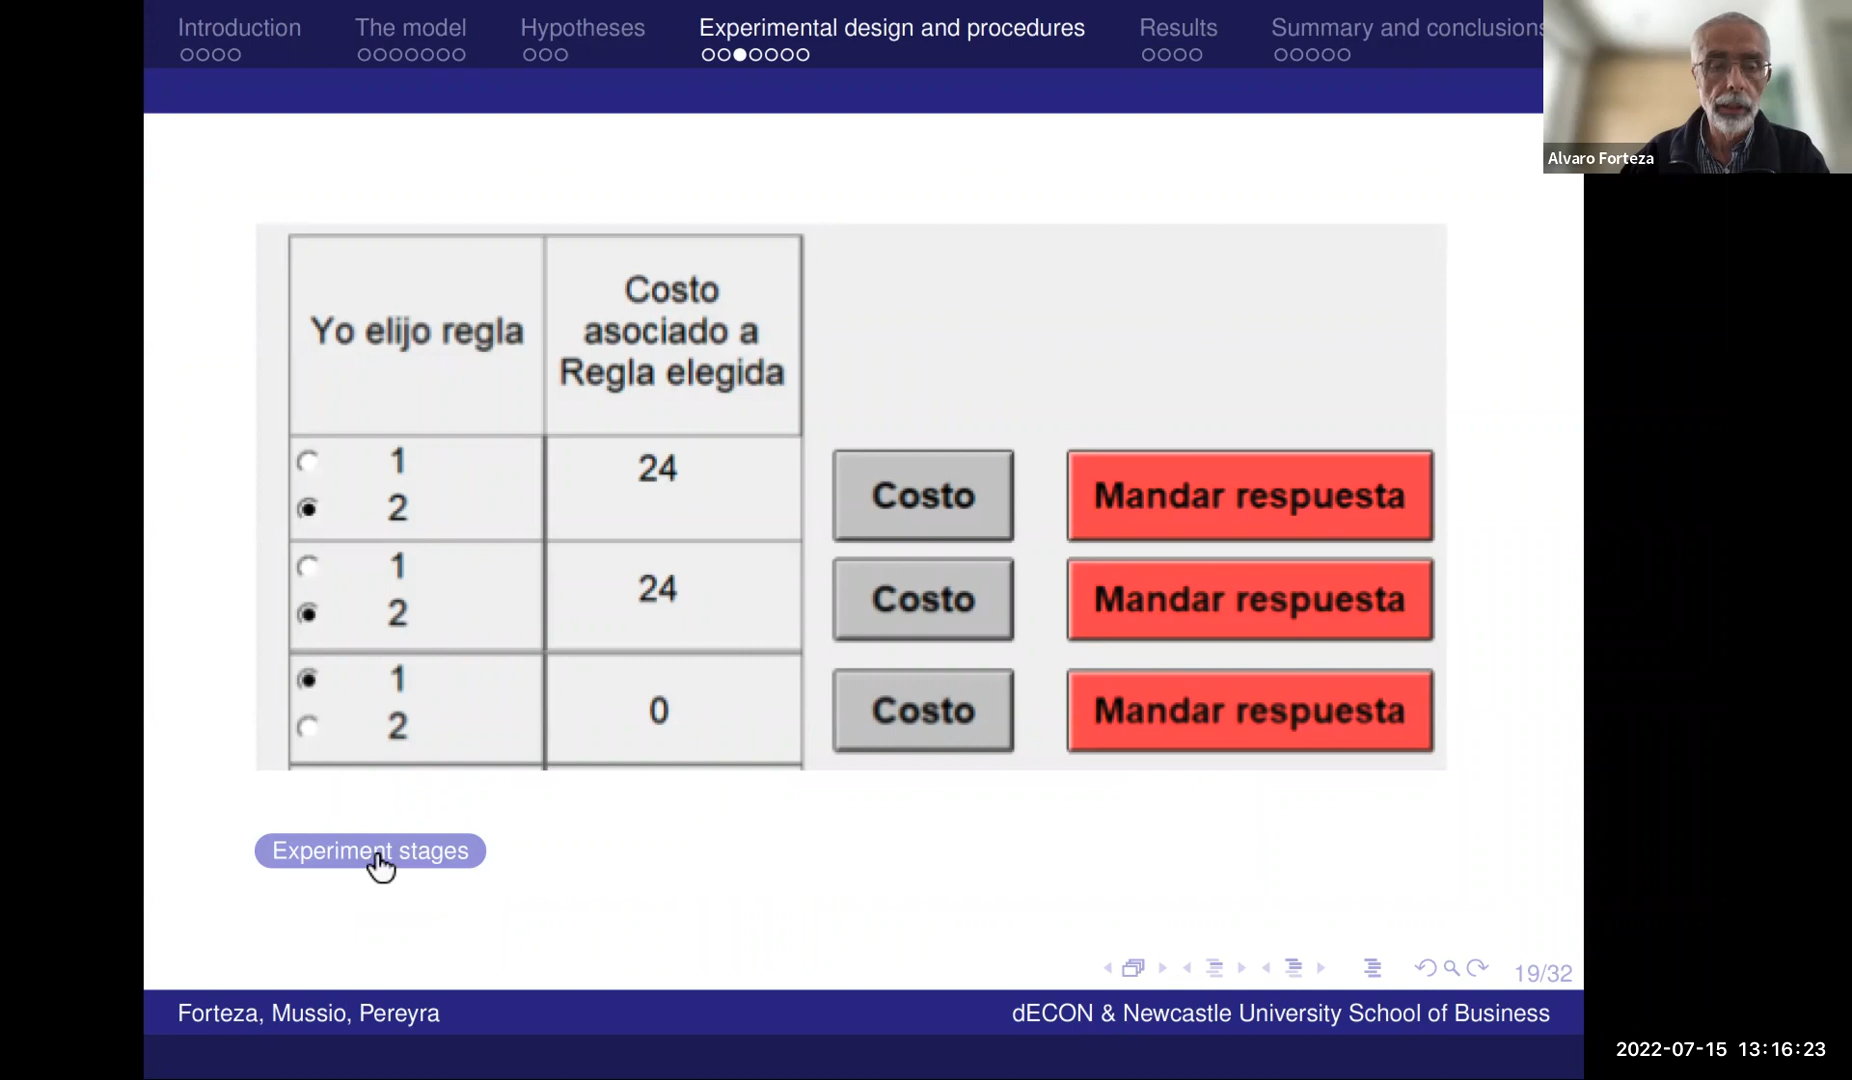 Introduction The model Hypotheses Experimental design and procedures Results Summary and conclusions
Alvaro Forteza
Yo elijo regla
Costo
asociado a
Regla elegida
1
2
24
Costo
Mandar respuesta
1
2
24
Costo
Mandar respuesta
1
2
0
Costo
Mandar respuesta
Experiment stages
19/32
Forteza, Mussio, Pereyra
dECON & Newcastle University School of Business
2022-07-15 13:16:23